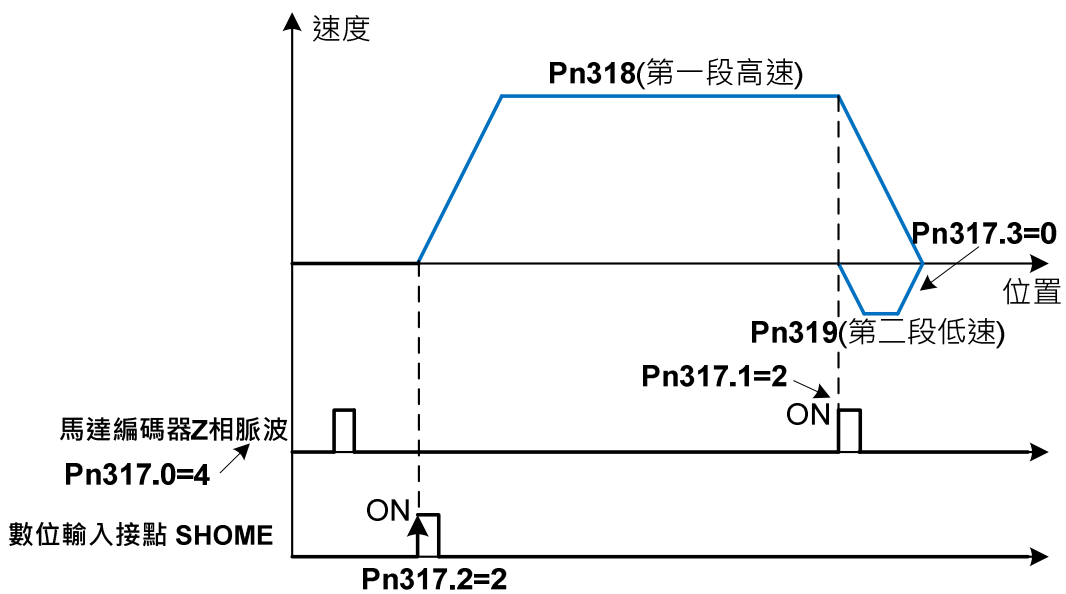 速度
Pn318(第一段高速)
Pn317.3=0
位置
Pn319(第二段低速)
Pn317.1=2
ON
馬達編碼器Z相脈波
Pn317.0=4
ON
數位輸入接點 SHOME
Pn317.2=2